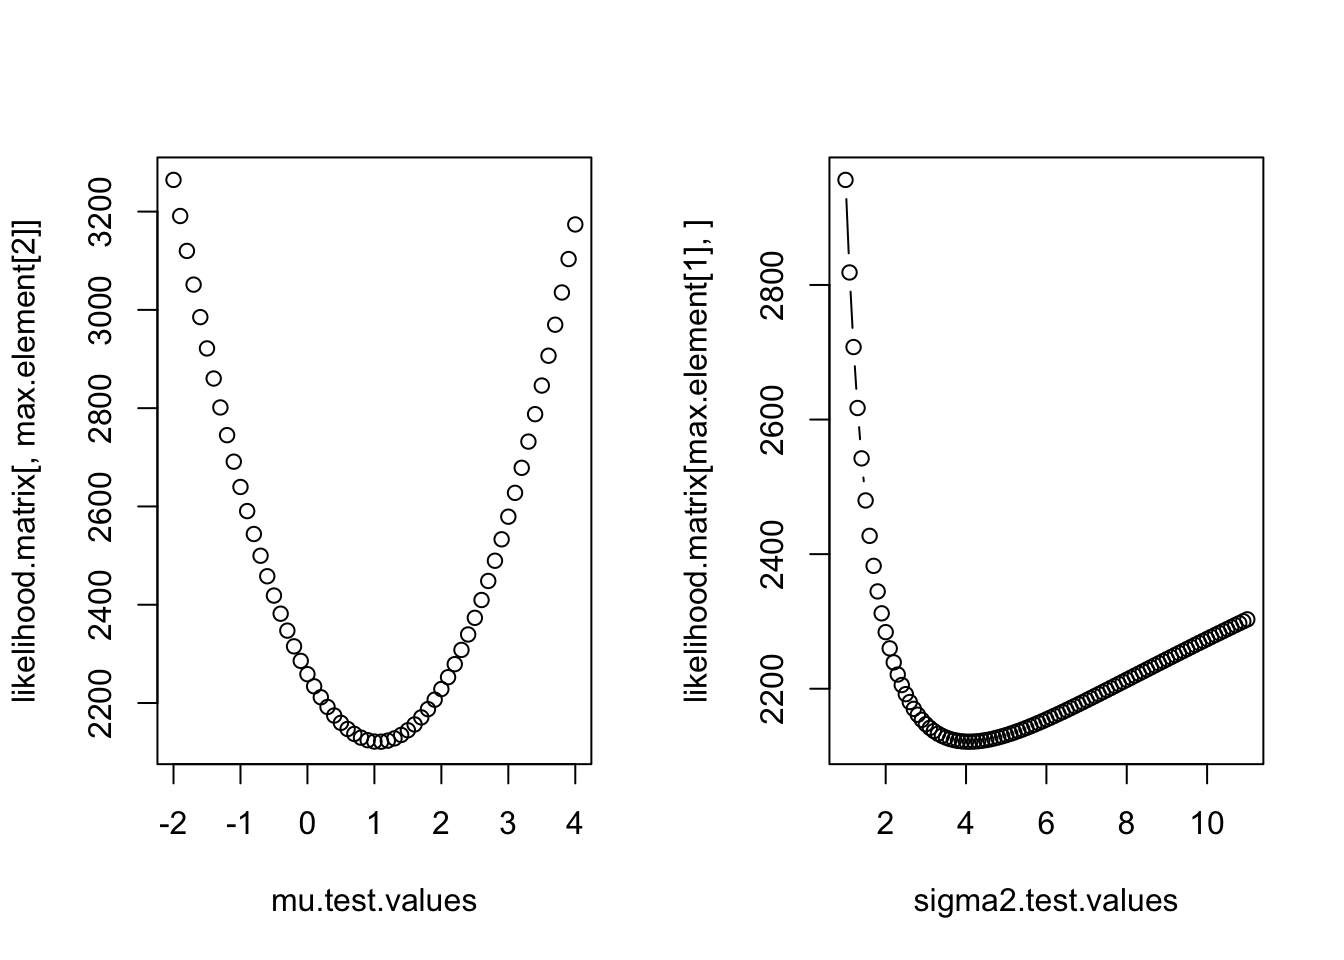 likelihood.matrix[, max.element[2]]
3200
3000
2800
2600
2400
2200
-2 -1 0 1 2 3 4
mu.test.values
likelihood.matrix[max.element[1], ]
2800
2600
2400
2200
2 4 6 8 10
sigma2.test.values